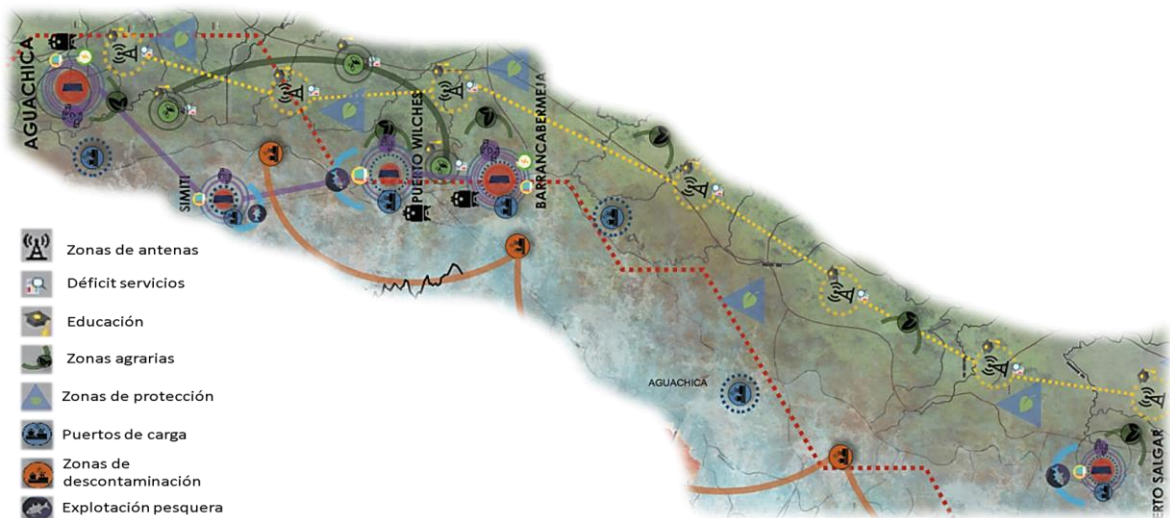 AGUACHICA
SIMITI
PUERTO WILCHES
BARRANCABERMEJA
AGUACHICA
ERTO SALGAR
Zonas de antenas
Déficit servicios
Educación
Zonas agrarias
Zonas de protección
Puertos de carga
Zonas de
descontaminación
Explotación pesquera